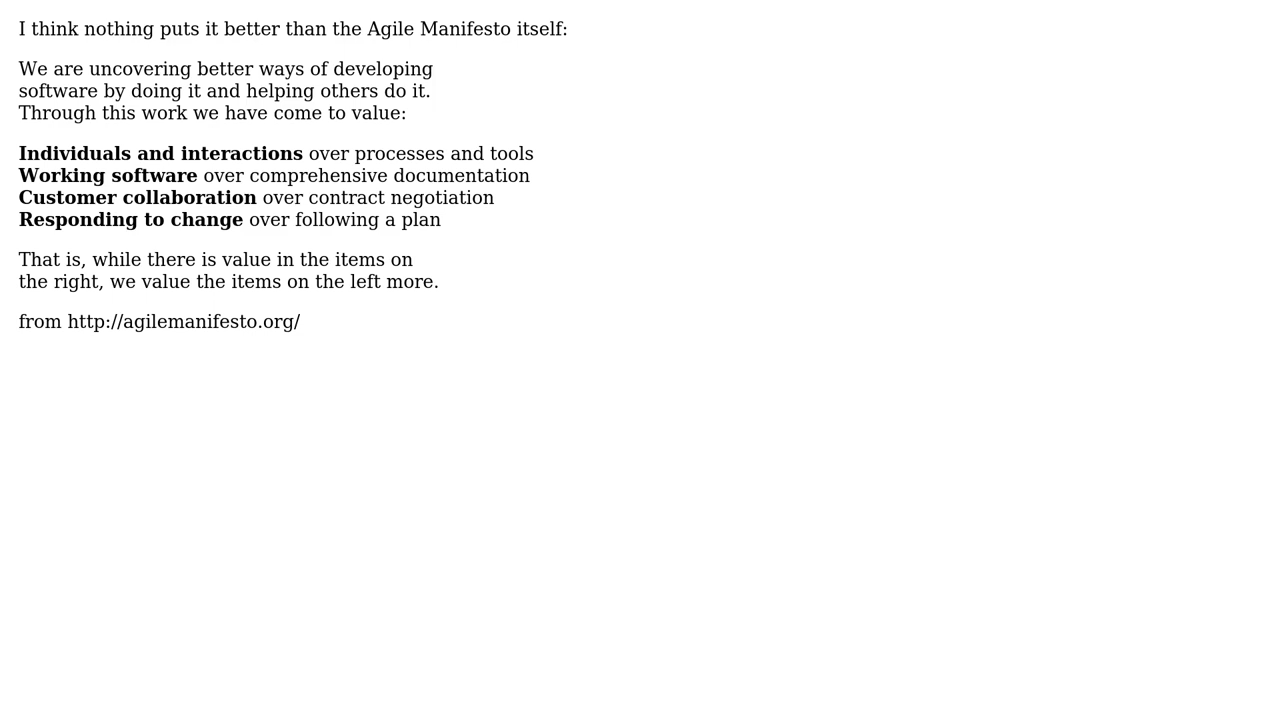 I think nothing puts it better than the Agile Manifesto itself:
We are uncovering better ways of developing
software by doing it and helping others do it.
Through this work we have come to value:
Individuals and interactions over processes and tools
Working software over comprehensive documentation
Customer collaboration over contract negotiation
Responding to change over following a plan
That is, while there is value in the items on
the right, we value the items on the left more.
from http://agilemanifesto.org/